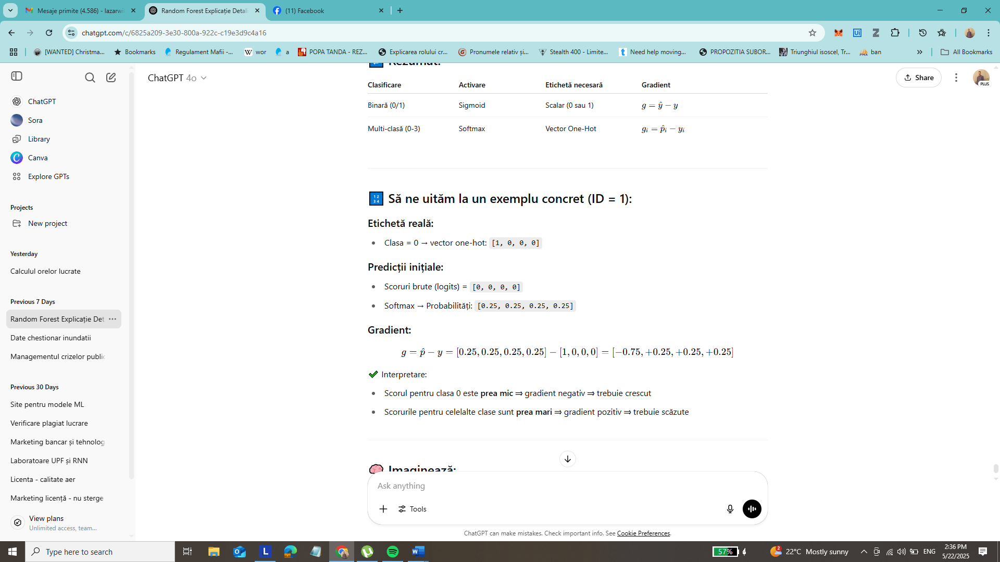 Mesaje primite (4.586) - lazarwi
Random Forest Explicație Detali
(11) Facebook
chatgpt.com/c/6825a209-3e30-800a-922c-c19e3d9c4a16
[WANTED] Christma...
Bookmarks
Regulament Mafii -...
wor
a
POPA TANDA - REZ...
Explicarea rolului cr...
Pronumele relativ și...
Stealth 400 - Limite...
Need help moving...
PROPOZITIA SUBOR...
Triunghiul isoscel, Tr...
ban
All Bookmarks
ChatGPT 4o
Share
PLUS
ChatGPT
Sora
Library
Canva
Explore GPTs
Projects
New project
Yesterday
Calculul orelor lucrate
Previous 7 Days
Random Forest Explicație Det
Date chestionar inundatii
Managementul crizelor public
Previous 30 Days
Site pentru modele ML
Verificare plagiat lucrare
Marketing bancar și tehnolog
Laboratoare UPF și RNN
Licenta - calitate aer
Marketing licență - nu sterge
View plans
Unlimited access, team...
Rezumat:
Clasificare Activare Etichetă necesară Gradient
Binară (0/1) Sigmoid Scalar (0 sau 1) g = ŷ − y
Multi-clasă (0-3) Softmax Vector One-Hot gᵢ = p̂ᵢ − yᵢ
Să ne uităm la un exemplu concret (ID = 1):
Etichetă reală:
Clasa = 0 → vector one-hot: [1, 0, 0, 0]
Predicții inițiale:
Scoruri brute (logits) = [0, 0, 0, 0]
Softmax → Probabilități: [0.25, 0.25, 0.25, 0.25]
Gradient:
g = p̂ − y = [0.25, 0.25, 0.25, 0.25] − [1, 0, 0, 0] = [−0.75, +0.25, +0.25, +0.25]
Interpretare:
Scorul pentru clasa 0 este prea mic ⇒ gradient negativ ⇒ trebuie crescut
Scorurile pentru celelalte clase sunt prea mari ⇒ gradient pozitiv ⇒ trebuie scăzute
Imaginează:
Ask anything
Tools
ChatGPT can make mistakes. Check important info. See Cookie Preferences.
Type here to search
57%
22°C Mostly sunny
ENG
2:36 PM
5/22/2025